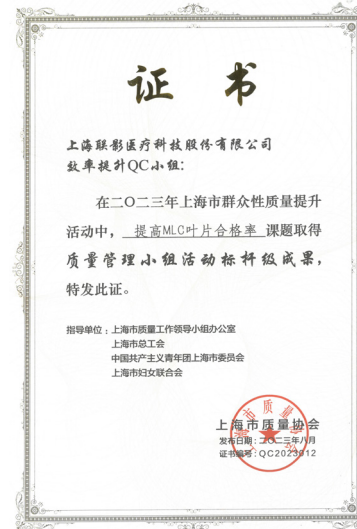 证书
上海联影医疗科技股份有限公司
效率提升QC小组：
在二〇二三年上海市群众性质量提升
活动中， 提高MLC叶片合格率 课题取得
质量管理小组活动标杆级成果，
特发此证。
指导单位：上海市质量工作领导小组办公室
上海市总工会
中国共产主义青年团上海市委员会
上海市妇女联合会
上海市质量协会
发布日期：二〇二三年八月
证书编号：QC2023012